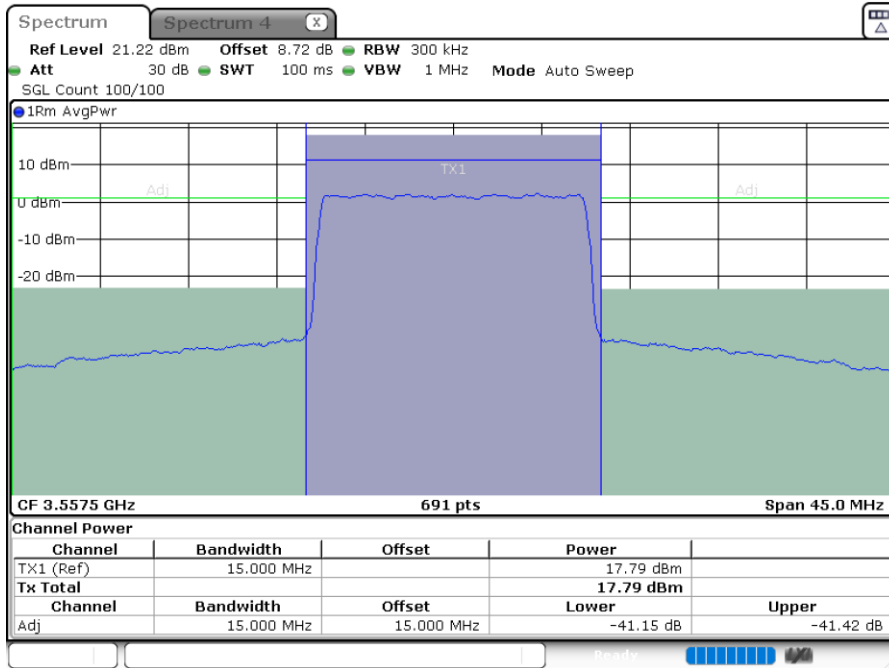 Spectrum Spectrum 4 X
Ref Level 21.22 dBm Offset 8.72 dB RBW 300 kHz
Att 30 dB SWT 100 ms VBW 1 MHz Mode Auto Sweep
SGL Count 100/100
1Rm AvgPwr
10 dBm
TX1
Adj Adj
0 dBm
-10 dBm
-20 dBm
CF 3.5575 GHz 691 pts Span 45.0 MHz
Channel Power
Channel Bandwidth Offset Power
TX1 (Ref) 15.000 MHz 17.79 dBm
Tx Total 17.79 dBm
Channel Bandwidth Offset Lower Upper
Adj 15.000 MHz 15.000 MHz -41.15 dB -41.42 dB
Ready